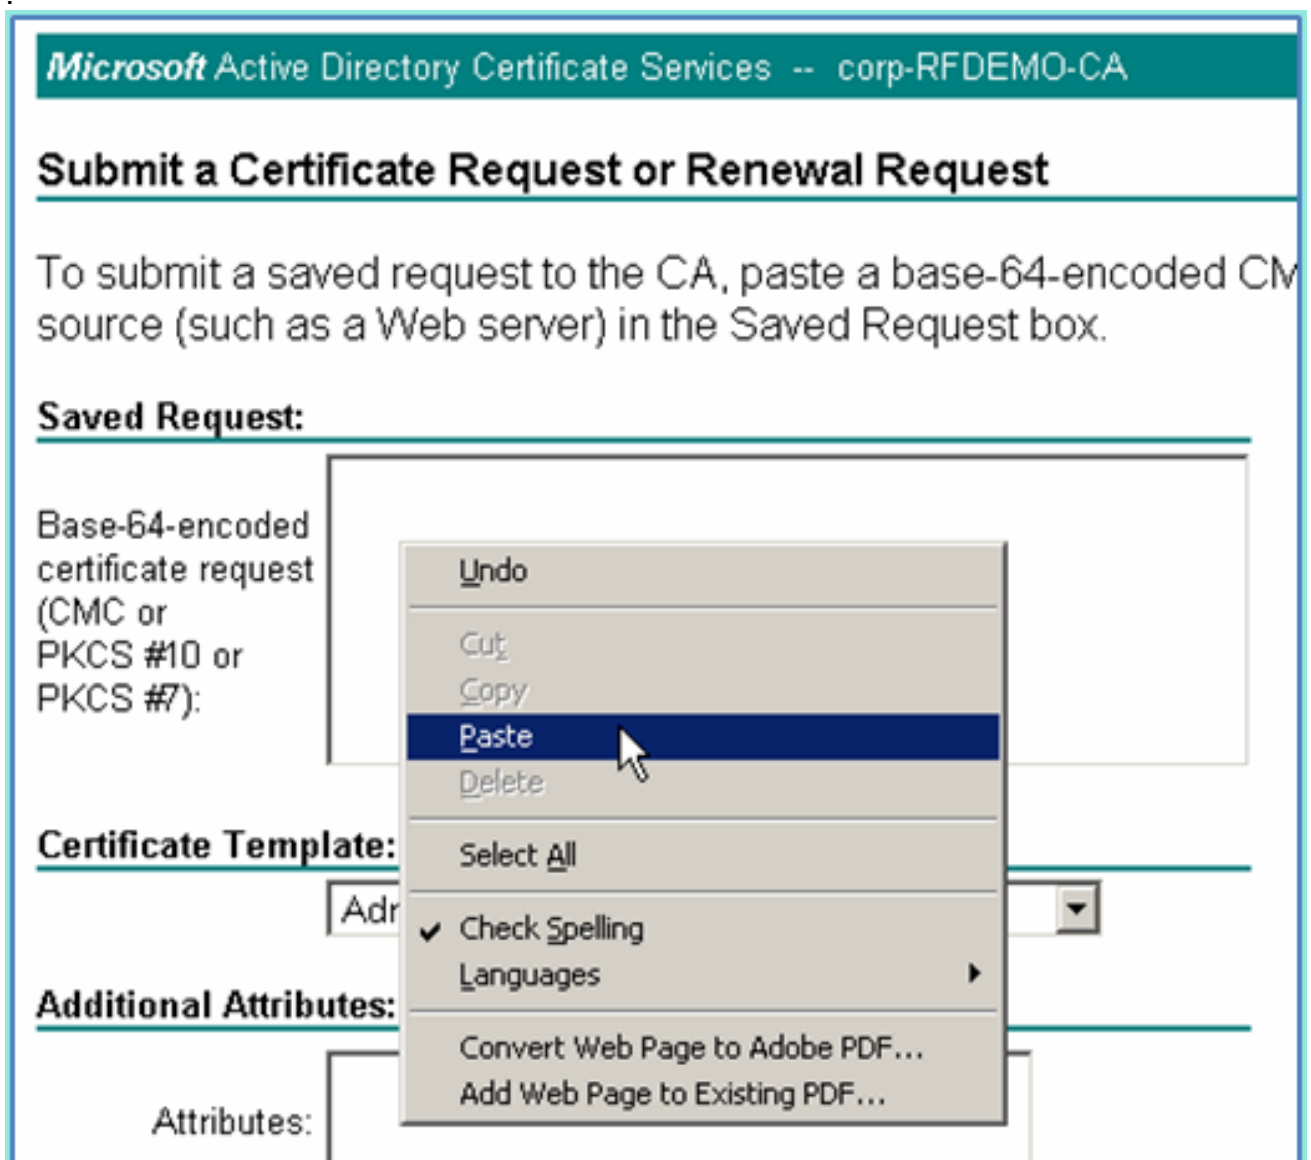 Microsoft Active Directory Certificate Services -- corp-RFDEMO-CA
Submit a Certificate Request or Renewal Request
To submit a saved request to the CA, paste a base-64-encoded
source (such as a Web server) in the Saved Request box.
Saved Request:
Base-64-encoded
certificate request
(CMC or
PKCS #10 or
PKCS #7):
Undo
Cut
Copy
Paste
Delete
Select All
Check Spelling
Languages
Convert Web Page to Adobe PDF...
Add Web Page to Existing PDF...
Certificate Template:
Additional Attributes:
Attributes: